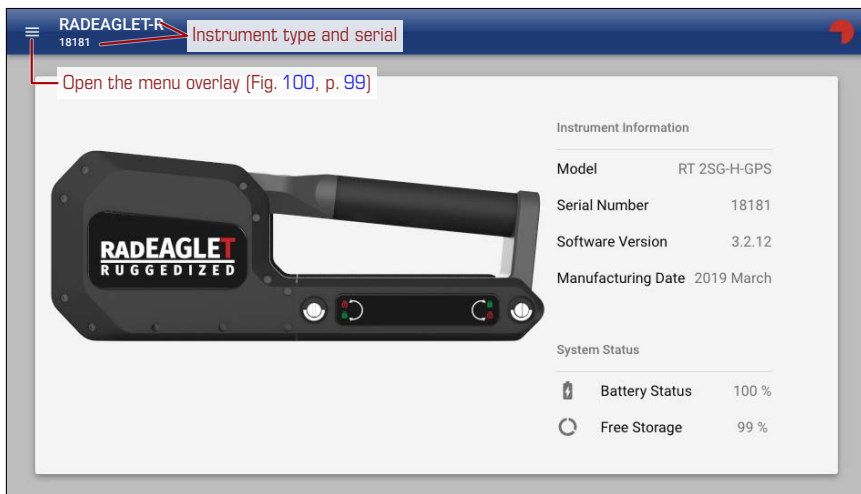 RADEAGLET-R
18181
Instrument type and serial
Open the menu overlay (Fig. 100, p. 99)
RADEAGLET
RUGGEDIZED
Instrument Information
Model RT 2SG-H-GPS
Serial Number 18181
Software Version 3.2.12
Manufacturing Date 2019 March
System Status
Battery Status 100 %
Free Storage 99 %